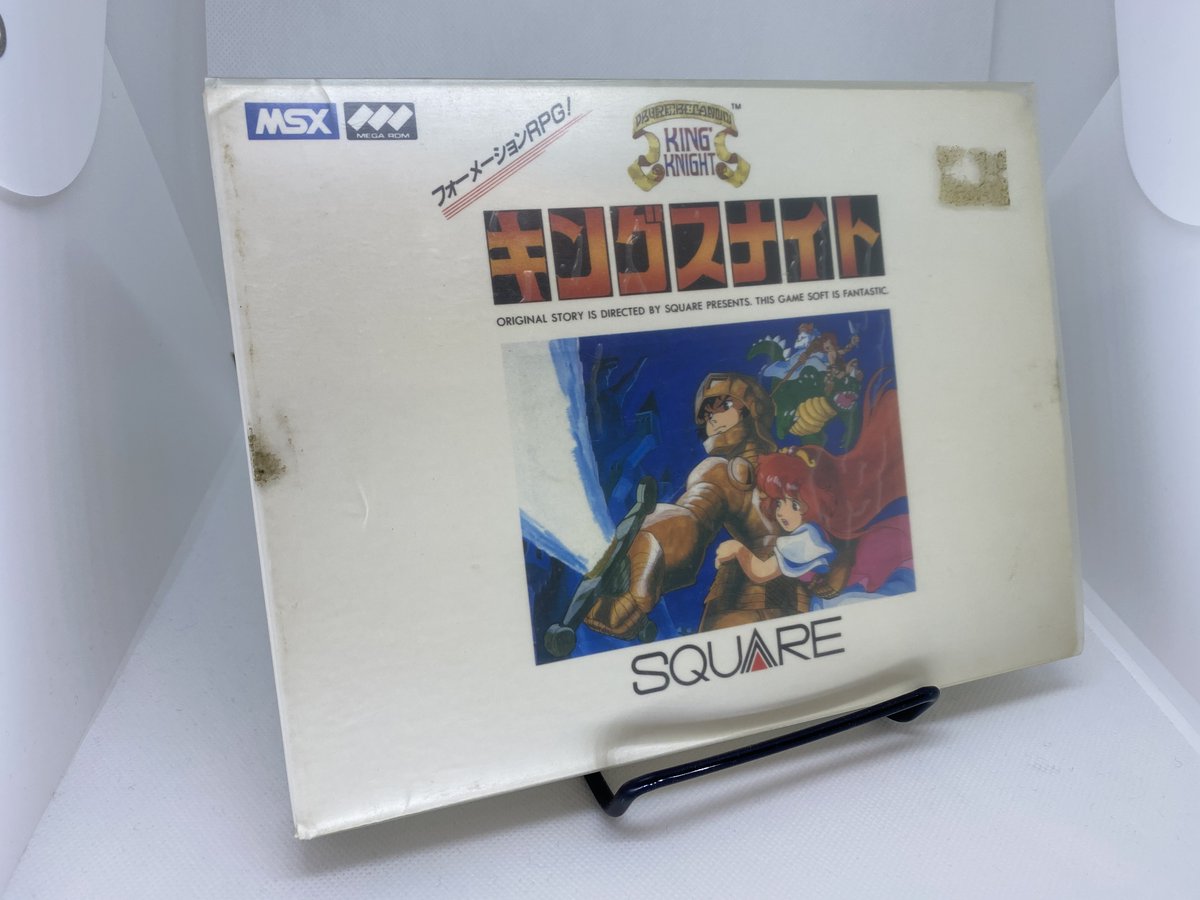 MSX
MEGA ROM
フォーメーションRPG!
KING'
KNIGHT
TM
キングスナイト
ORIGINAL STORY IS DIRECTED BY SQUARE PRESENTS. THIS GAME SOFT IS FANTASTIC.
SQUARE